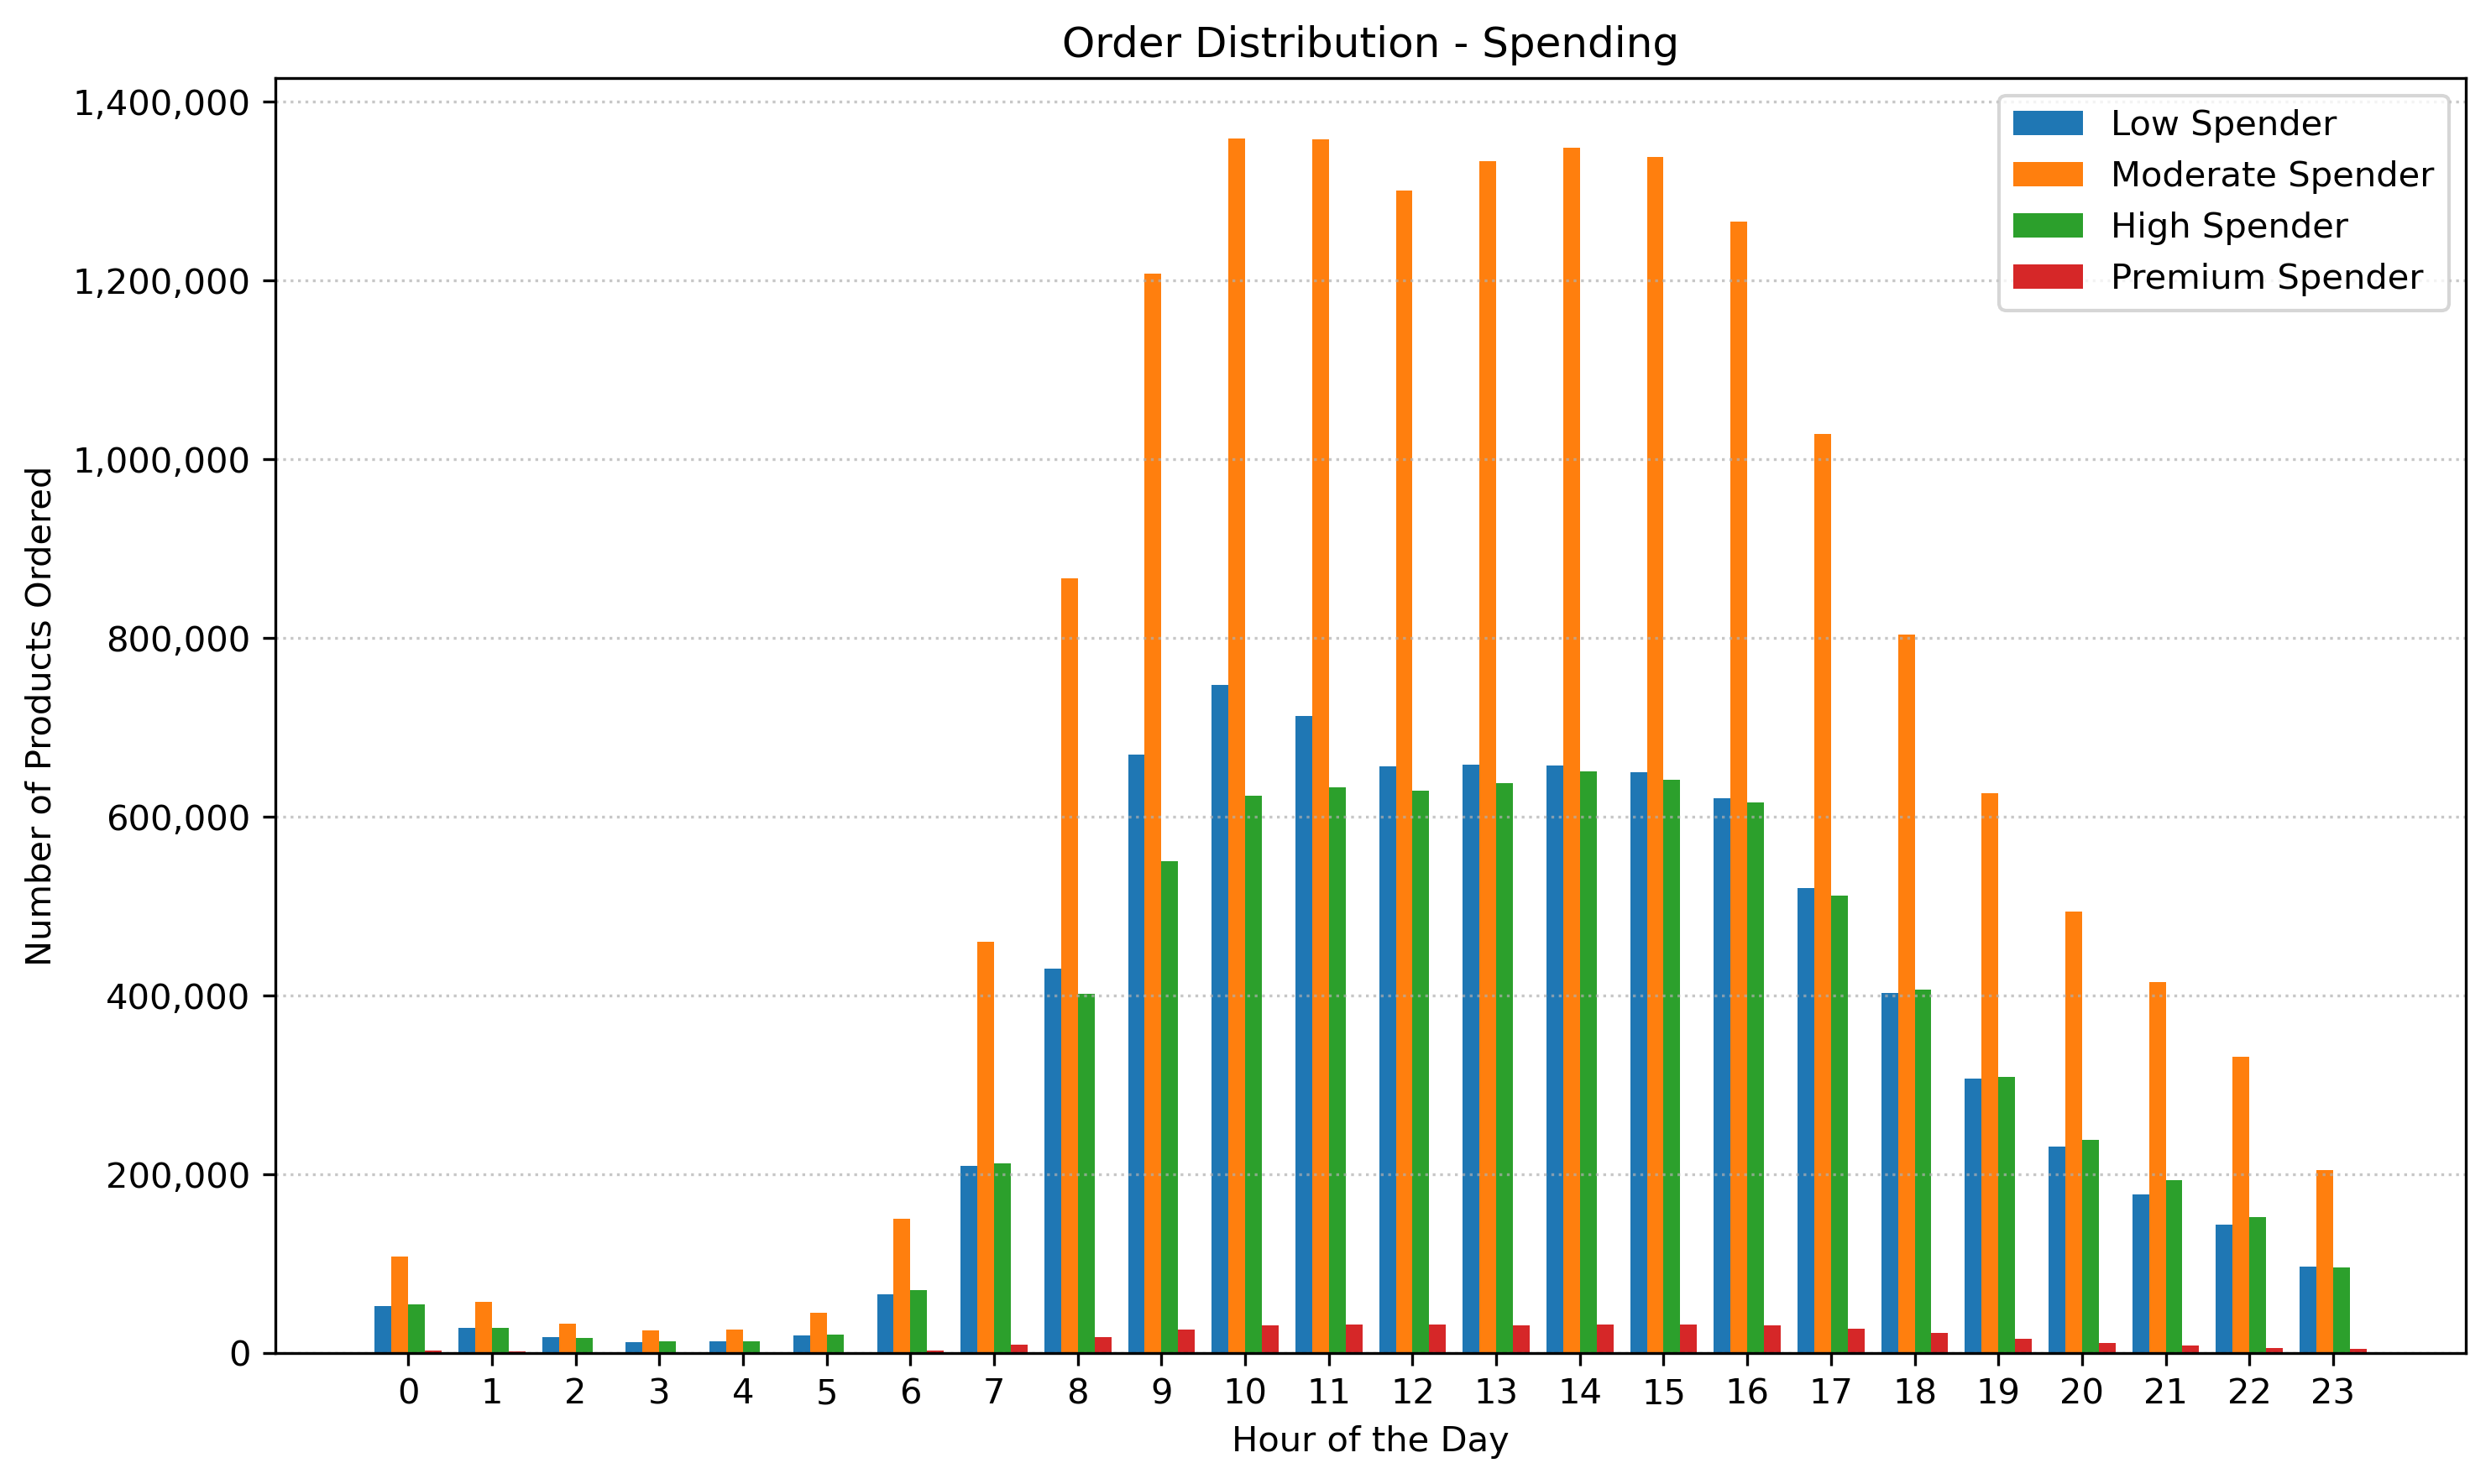 Order Distribution - Spending
1,400,000
1,200,000
1,000,000
800,000
600,000
400,000
200,000
0
Number of Products Ordered
Low Spender
Moderate Spender
High Spender
Premium Spender
0 1 2 3 4 5 6 7 8 9 10 11 12 13 14 15 16 17 18 19 20 21 22 23
Hour of the Day